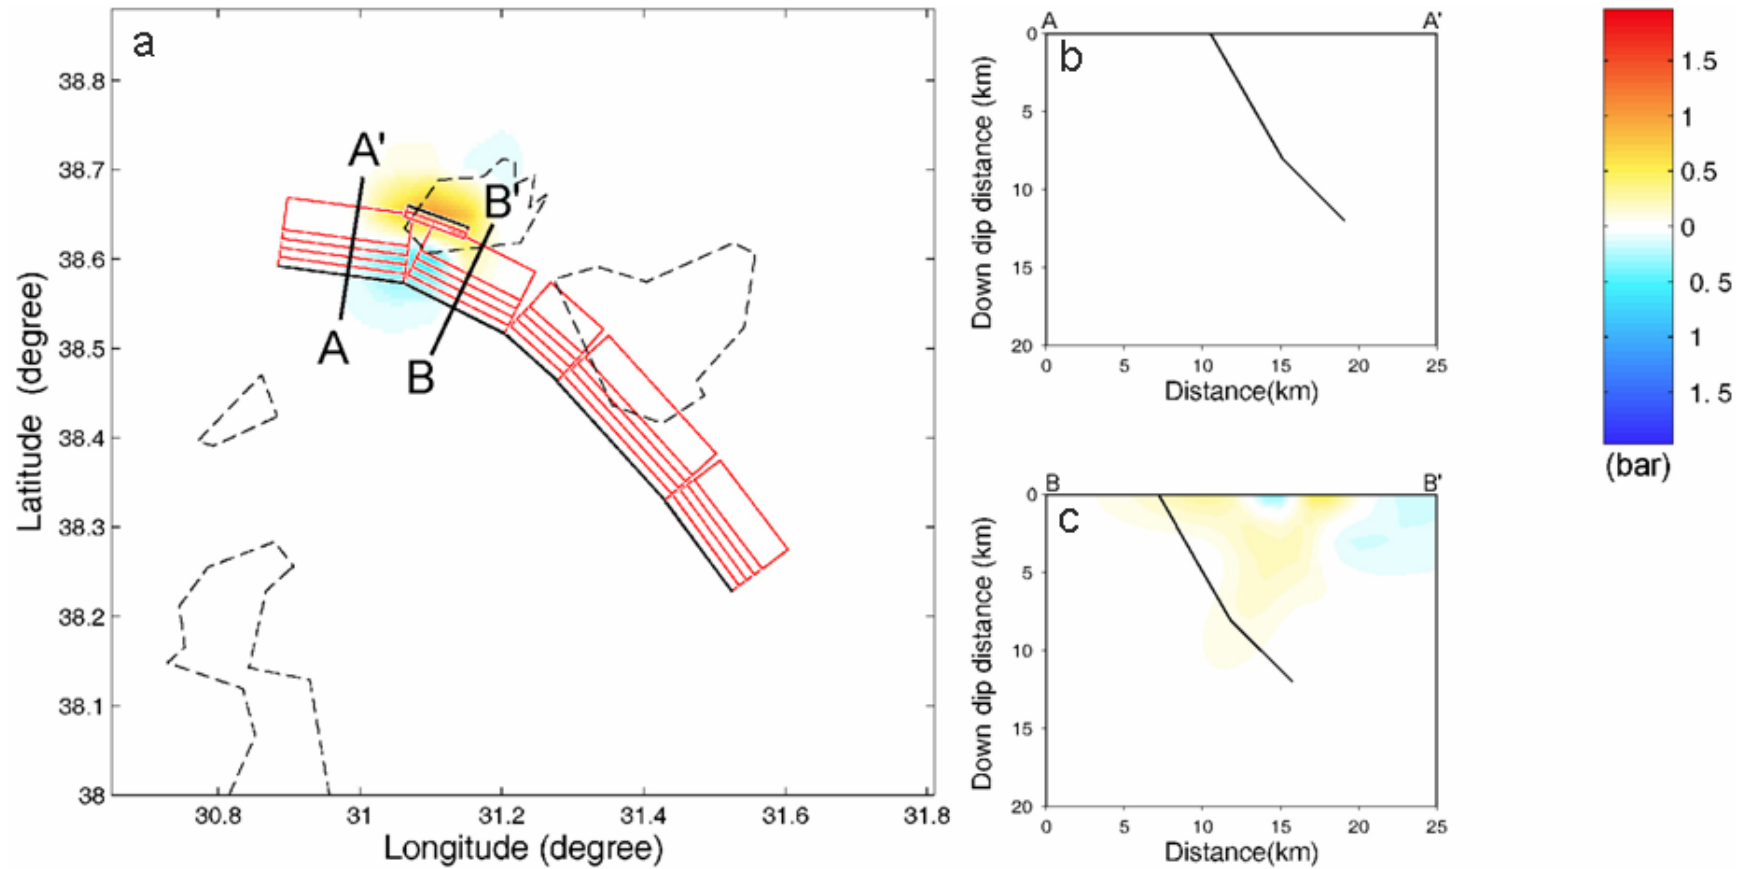 a
A'
B'
A
B
38.8
38.7
38.6
38.5
38.4
38.3
38.2
38.1
38
Latitude (degree)
30.8 31 31.2 31.4 31.6 31.8
Longitude (degree)
A A'
b
0
5
10
15
20
Down dip distance (km)
0 5 10 15 20 25
Distance(km)
B B'
c
0
5
10
15
20
Down dip distance (km)
0 5 10 15 20 25
Distance(km)
1.5
1
0.5
0
0.5
1
1.5
(bar)